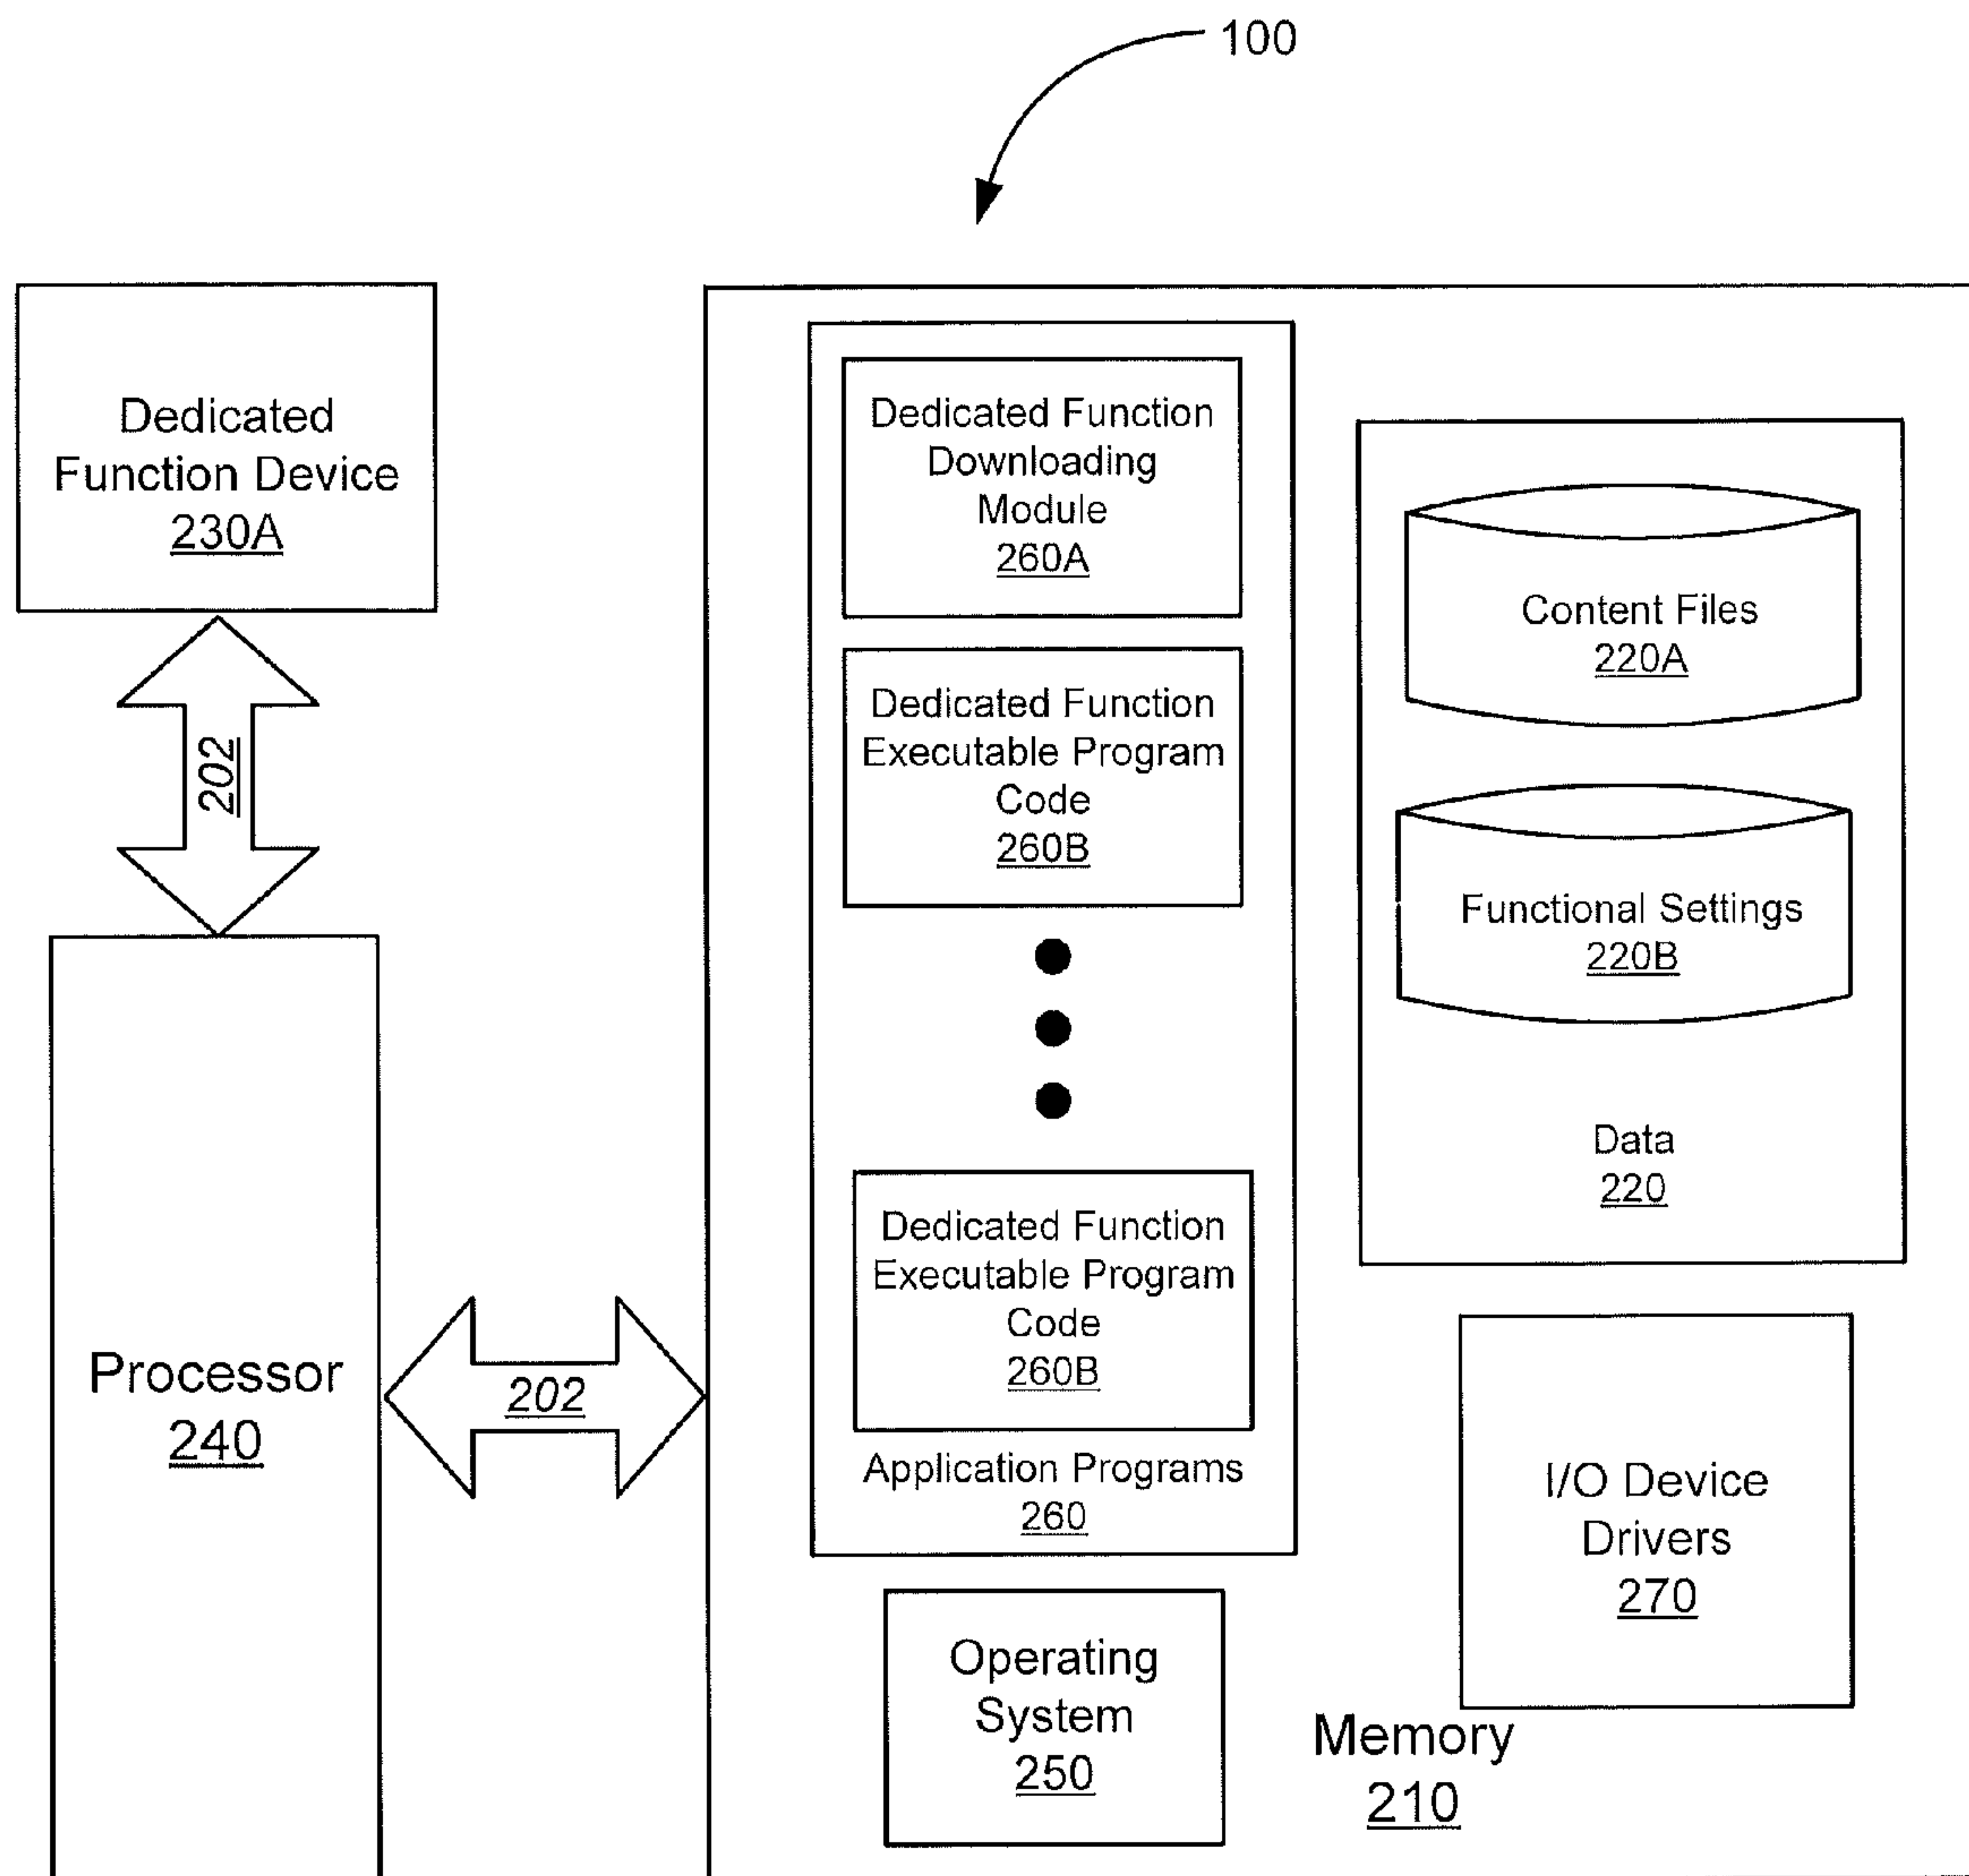 100
Dedicated
Function Device
230A
202
Processor
240
202
Dedicated Function
Downloading
Module
260A
Dedicated Function
Executable Program
Code
260B
Dedicated Function
Executable Program
Code
260B
Application Programs
260
Operating
System
250
Content Files
220A
Functional Settings
220B
Data
220
I/O Device
Drivers
270
Memory
210